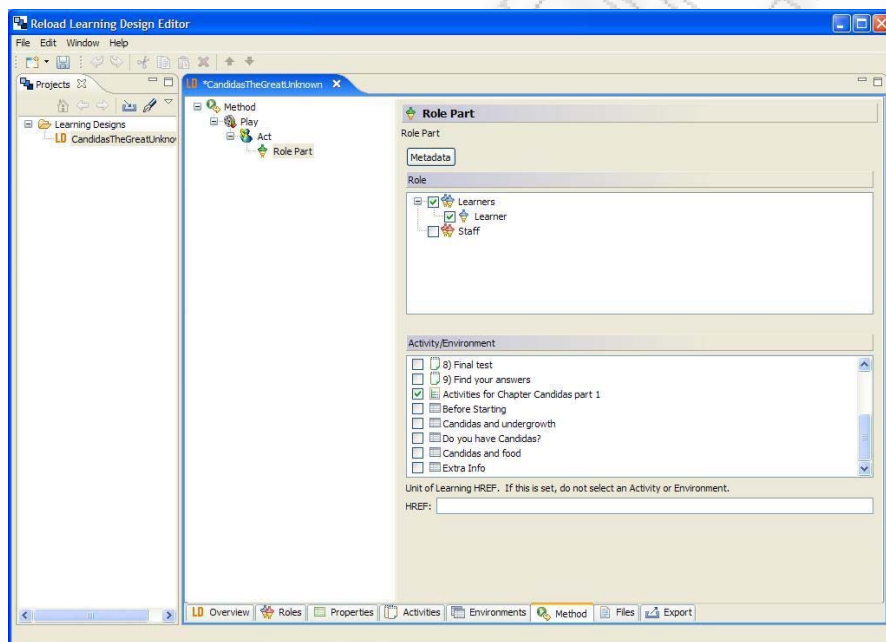 Reload Learning Design Editor
File Edit Window Help
Projects
*CandidasTheGreatUnknown
Learning Designs
LD CandidasTheGreatUnkno
Method
Play
Act
Role Part
Role Part
Role Part
Metadata
Role
Learners
Learner
Staff
Activity/Environment
8) Final test
9) Find your answers
Activities for Chapter Candidas part 1
Before Starting
Candidas and undergrowth
Do you have Candidas?
Candidas and food
Extra Info
Unit of Learning HREF. If this is set, do not select an Activity or Environment.
HREF:
LD Overview Roles Properties Activities Environments Method Files Export